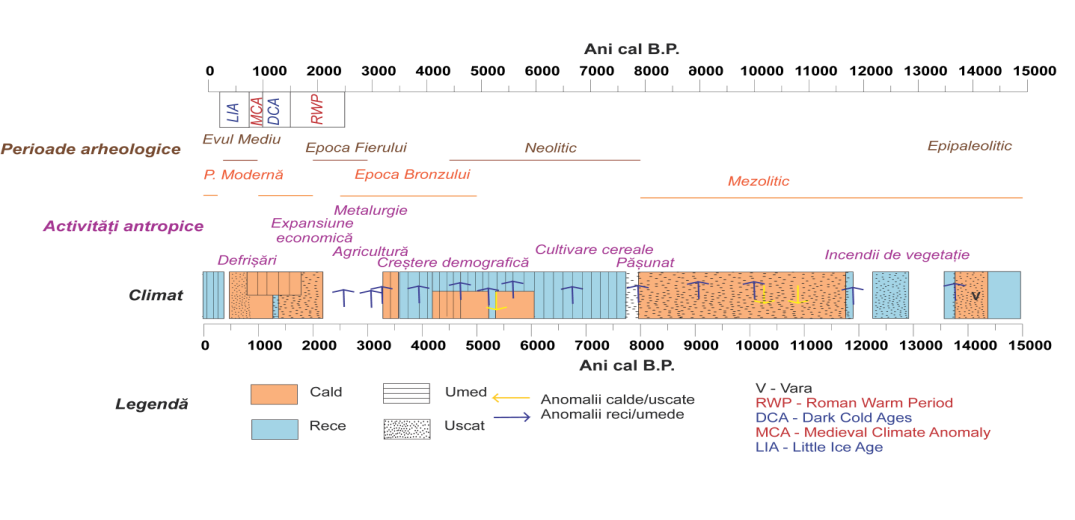 Ani cal B.P.
0 1000 2000 3000 4000 5000 6000 7000 8000 9000 10000 11000 12000 13000 14000 15000
LIA MCA DCA RWP
Perioade arheologice
Evul Mediu
Epoca Fierului
Neolitic
Epipaleolitic
P. Modernă
Epoca Bronzului
Mezolitic
Activități antropice
Metalurgie
Expansiune
economică
Agricultură
Defrișări
Creștere demografică
Cultivare cereale
Pășunat
Incendii de vegetație
Climat
V
0 1000 2000 3000 4000 5000 6000 7000 8000 9000 10000 11000 12000 13000 14000 15000
Ani cal B.P.
Legendă
Cald
Rece
Umed
Uscat
Anomalii calde/uscate
Anomalii reci/umede
V - Vara
RWP - Roman Warm Period
DCA - Dark Cold Ages
MCA - Medieval Climate Anomaly
LIA - Little Ice Age